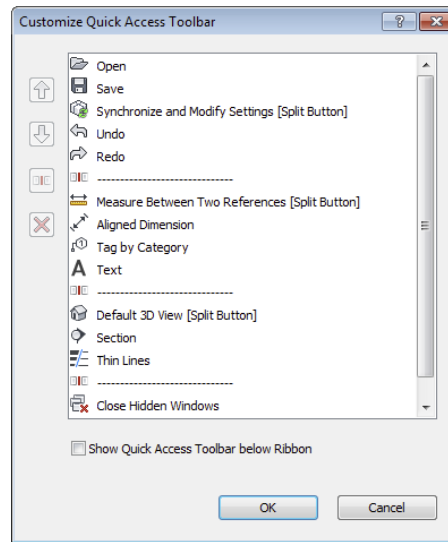 Customize Quick Access Toolbar
Open
Save
Synchronize and Modify Settings [Split Button]
Undo
Redo
-------------------------------
Measure Between Two References [Split Button]
Aligned Dimension
Tag by Category
Text
-------------------------------
Default 3D View [Split Button]
Section
Thin Lines
-------------------------------
Close Hidden Windows
Show Quick Access Toolbar below Ribbon
OK Cancel